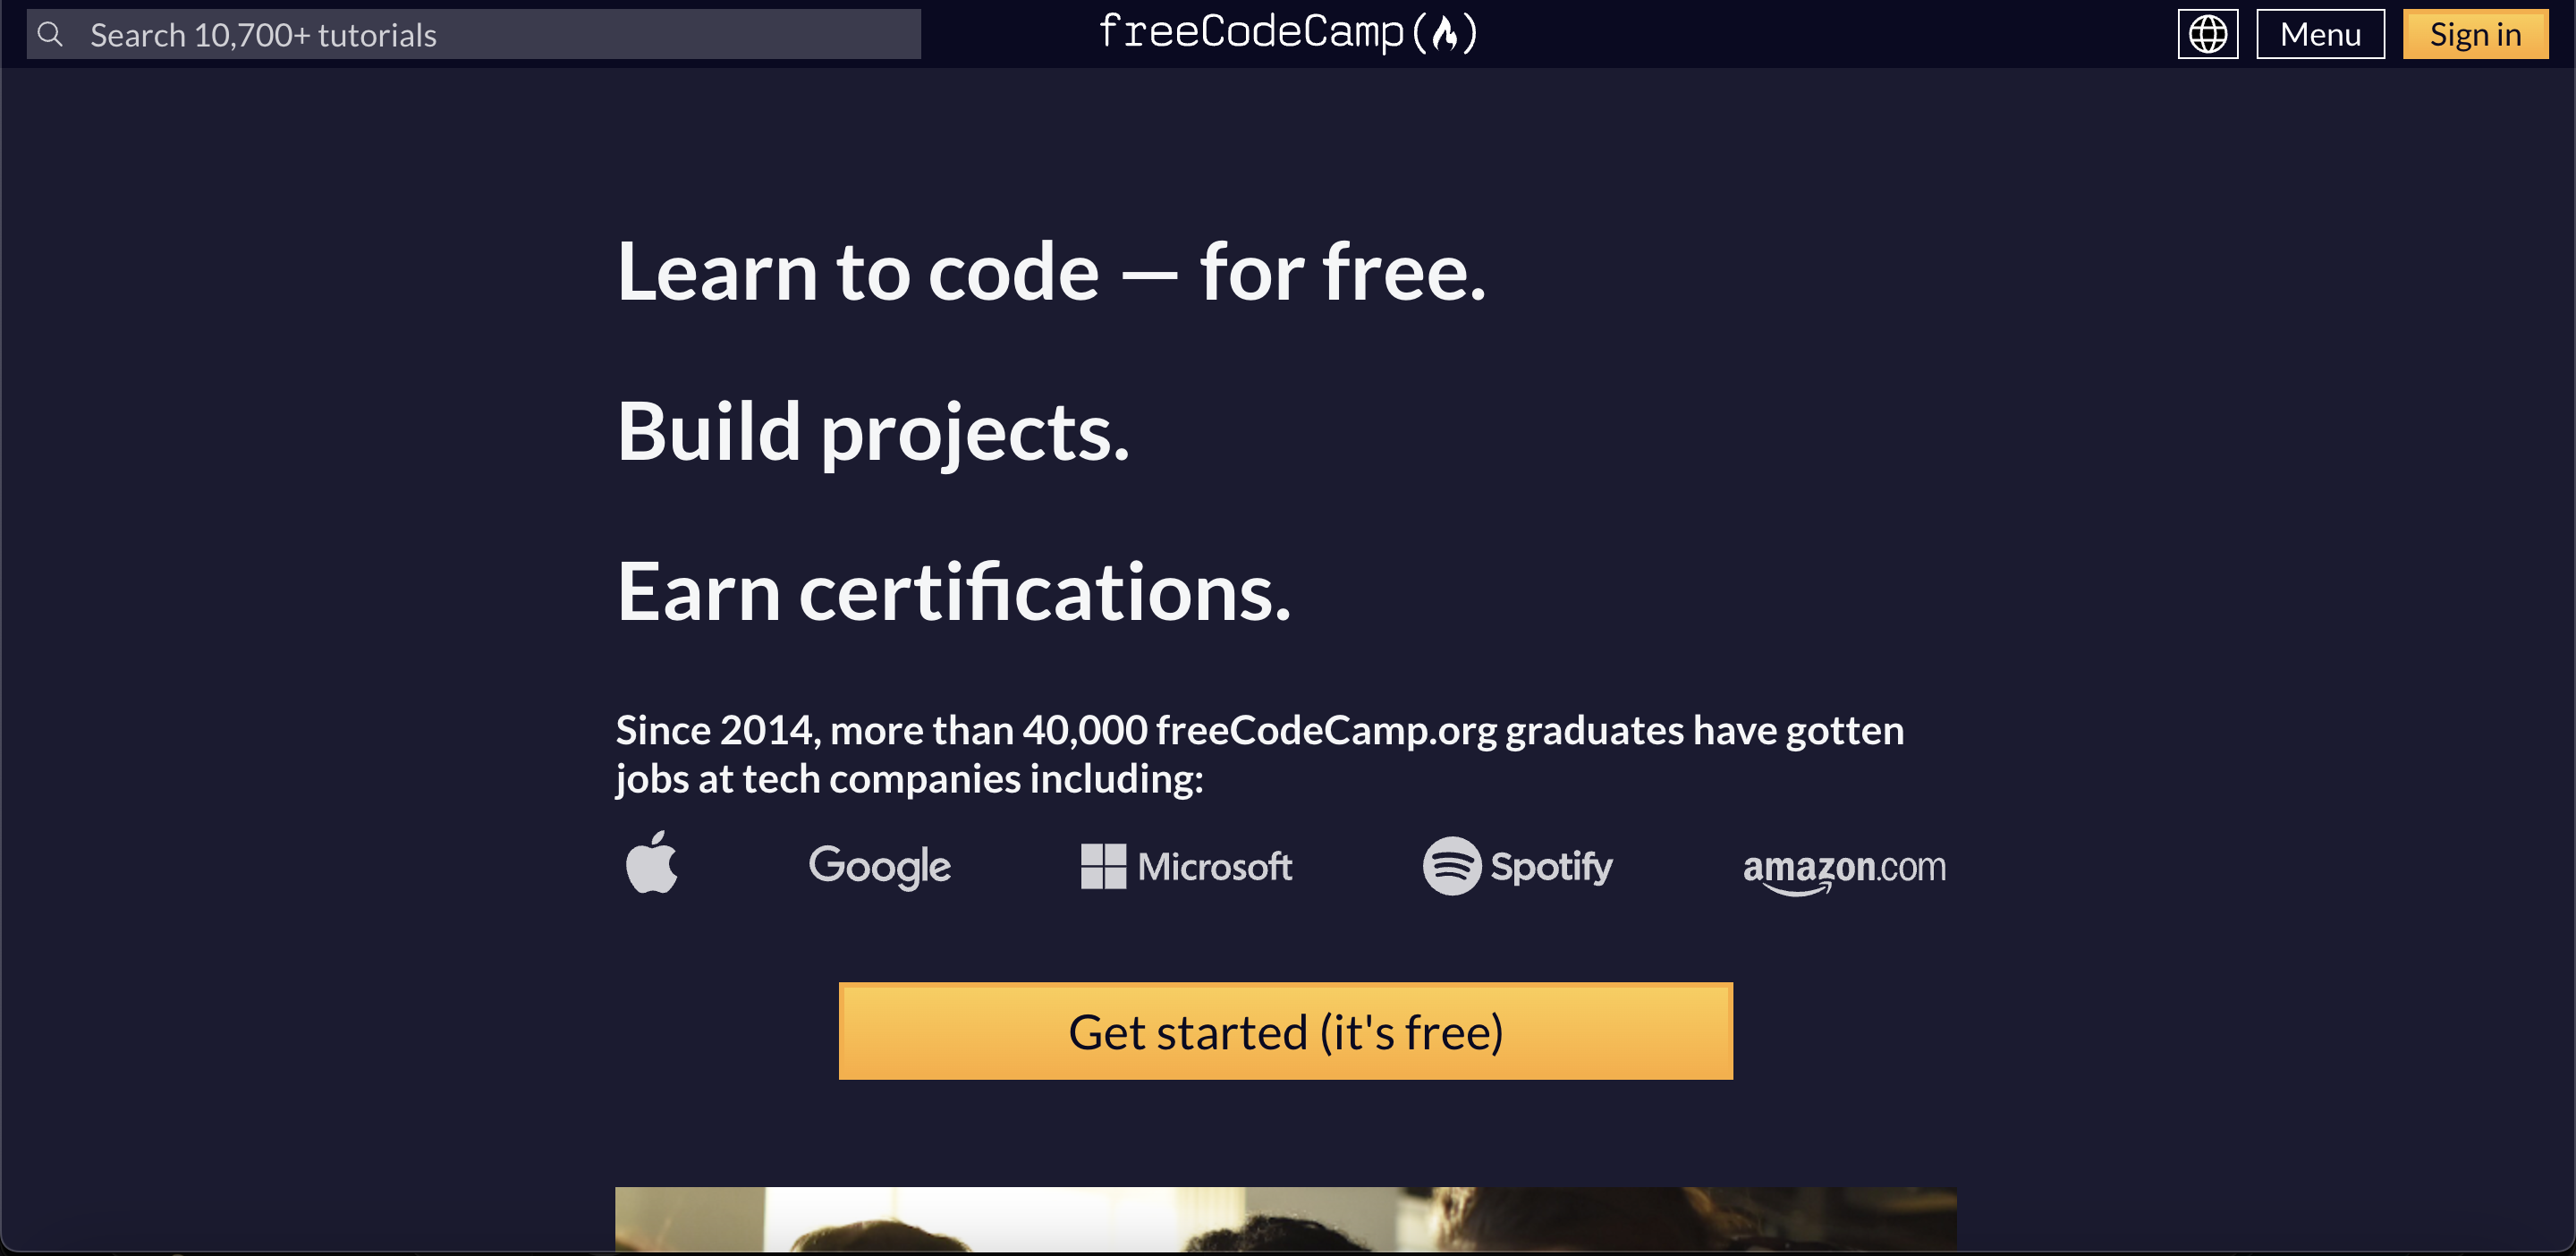 Search 10,700+ tutorials
freeCodeCamp(🔥)
Menu
Sign in
Learn to code — for free.
Build projects.
Earn certifications.
Since 2014, more than 40,000 freeCodeCamp.org graduates have gotten
jobs at tech companies including:
Google
Microsoft
Spotify
amazon.com
Get started (it's free)